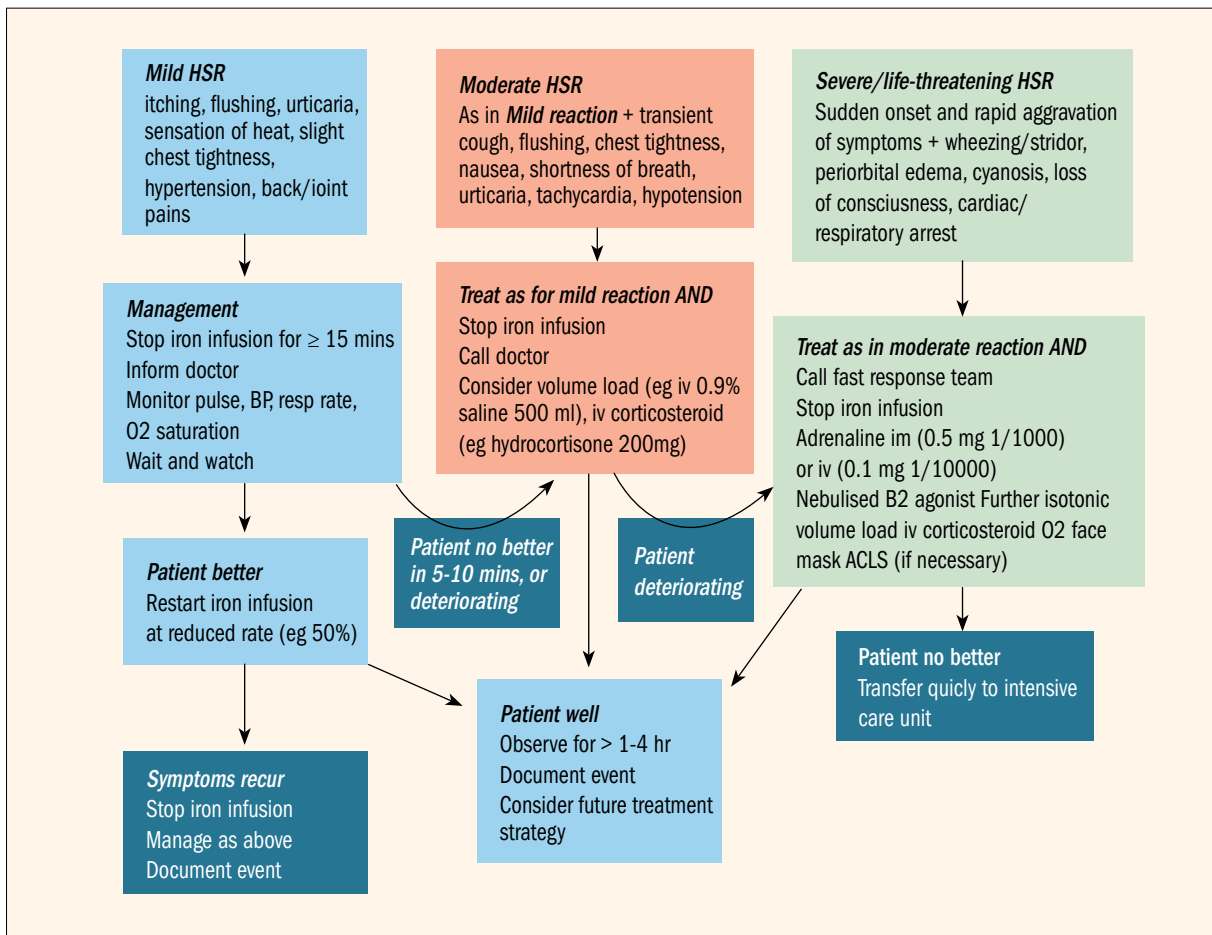 Mild HSR
itching, flushing, urticaria,
sensation of heat, slight
chest tightness,
hypertension, back/ioint
pains
Moderate HSR
As in Mild reaction + transient
cough, flushing, chest tightness,
nausea, shortness of breath,
urticaria, tachycardia, hypotension
Severe/life-threatening HSR
Sudden onset and rapid aggravation
of symptoms + wheezing/stridor,
periorbital edema, cyanosis, loss
of consciusness, cardiac/
respiratory arrest
Management
Stop iron infusion for ≥ 15 mins
Inform doctor
Monitor pulse, BP, resp rate,
O2 saturation
Wait and watch
Treat as for mild reaction AND
Stop iron infusion
Call doctor
Consider volume load (eg iv 0.9%
saline 500 ml), iv corticosteroid
(eg hydrocortisone 200mg)
Treat as in moderate reaction AND
Call fast response team
Stop iron infusion
Adrenaline im (0.5 mg 1/1000)
or iv (0.1 mg 1/10000)
Nebulised B2 agonist Further isotonic
volume load iv corticosteroid O2 face
mask ACLS (if necessary)
Patient no better
in 5-10 mins, or
deteriorating
Patient
deteriorating
Patient better
Restart iron infusion
at reduced rate (eg 50%)
Patient no better
Transfer quicly to intensive
care unit
Patient well
Observe for > 1-4 hr
Document event
Consider future treatment
strategy
Symptoms recur
Stop iron infusion
Manage as above
Document event